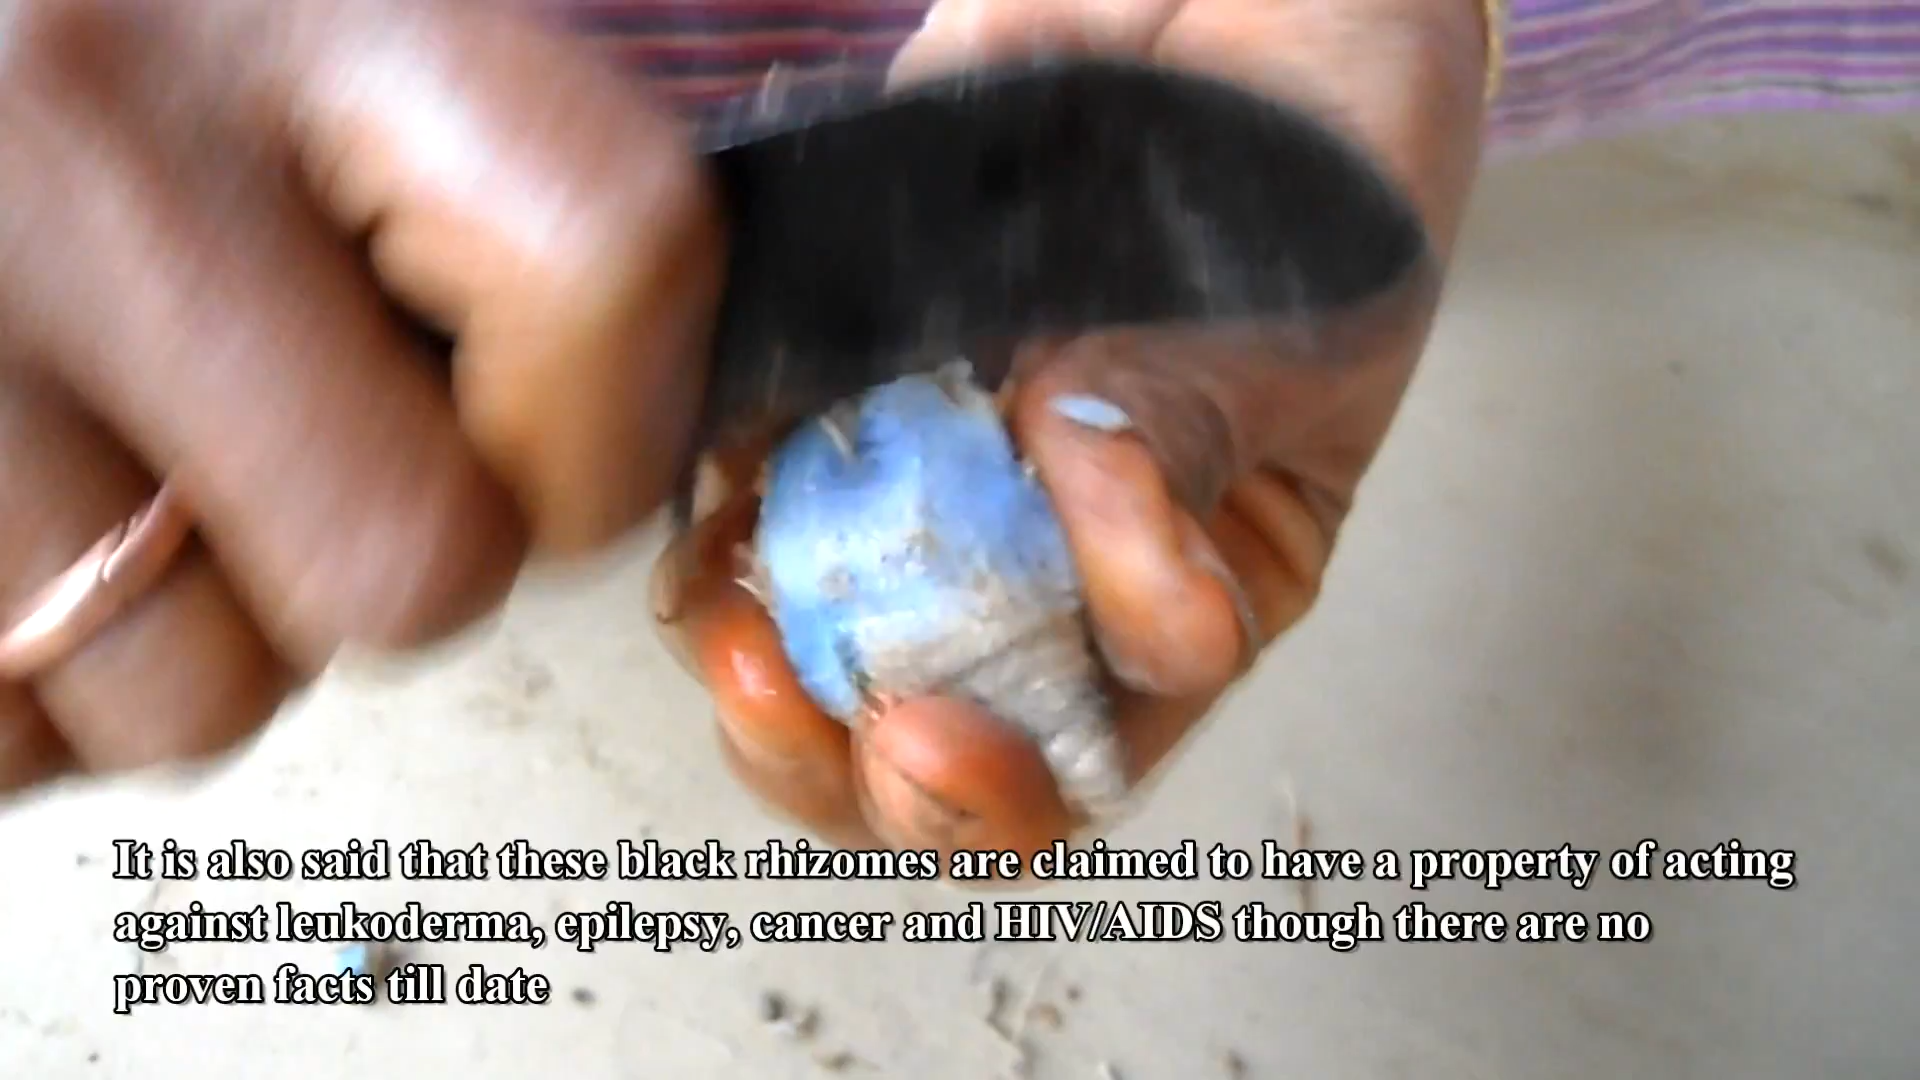 It is also said that these black rhizomes are claimed to have a property of acting
against leukoderma, epilepsy, cancer and HIV/AIDS though there are no
proven facts till date